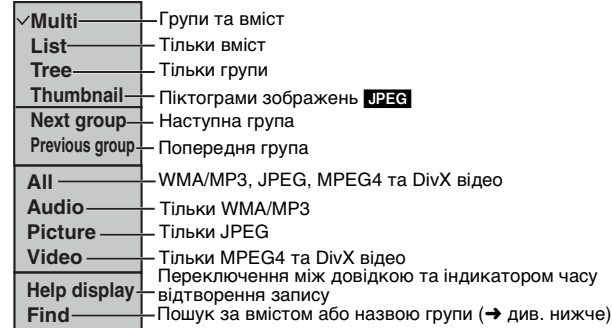 ✓Multi Групи та вміст
List Тільки вміст
Tree Тільки групи
Thumbnail Піктограми зображень JPEG
Next group Наступна група
Previous group Попередня група
All WMA/MP3, JPEG, MPEG4 та DivX відео
Audio Тільки WMA/MP3
Picture Тільки JPEG
Video Тільки MPEG4 та DivX відео
Help display Переключення між довідкою та індикатором часу
відтворення запису
Find Пошук за вмістом або назвою групи (➜ див. нижче)